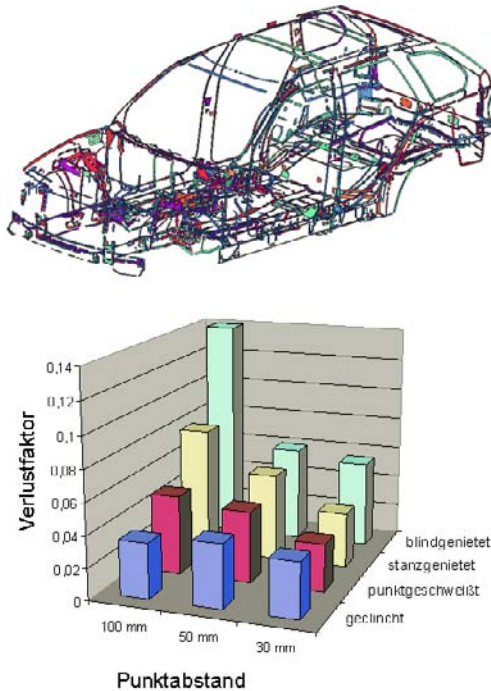 0,14
0,12
0,1
0,08
0,06
0,04
0,02
0
Verlustfaktor
100 mm
50 mm
30 mm
Punktabstand
blindgenietet
stanzgenietet
punktgeschweißt
geclincht